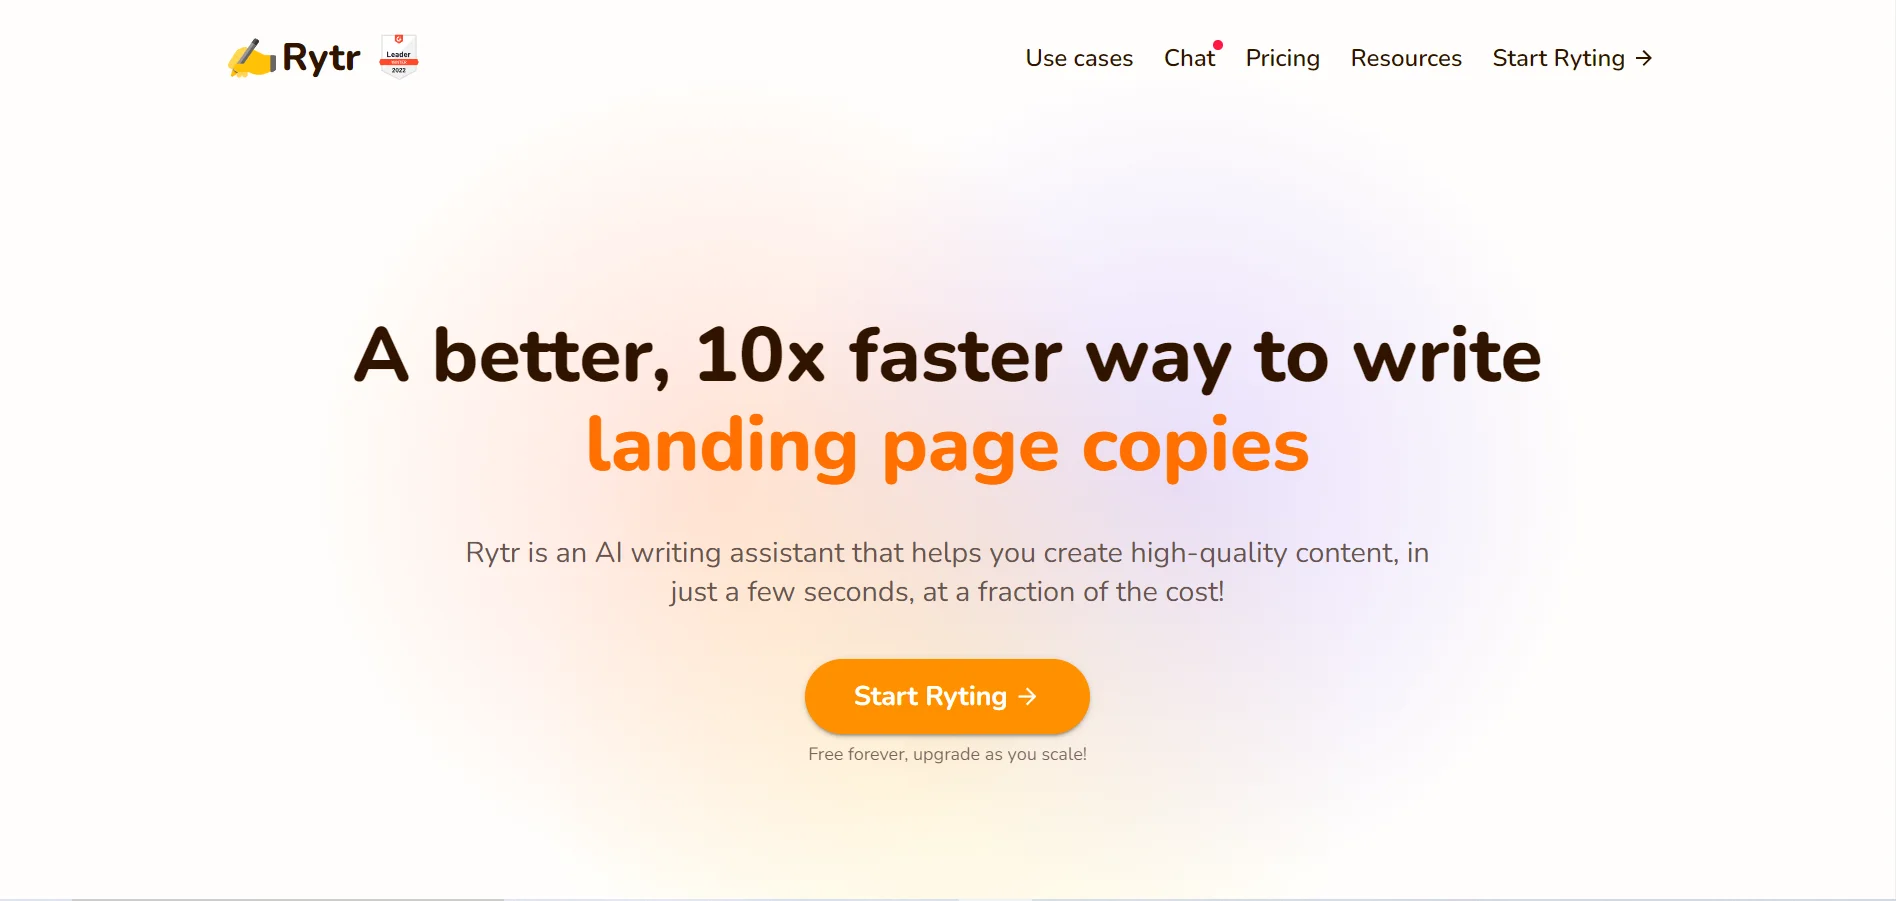 Rytr
Leader
WINTER
2022
Use cases
Chat
Pricing
Resources
Start Ryting →
A better, 10x faster way to write
landing page copies
Rytr is an AI writing assistant that helps you create high-quality content, in
just a few seconds, at a fraction of the cost!
Start Ryting →
Free forever, upgrade as you scale!